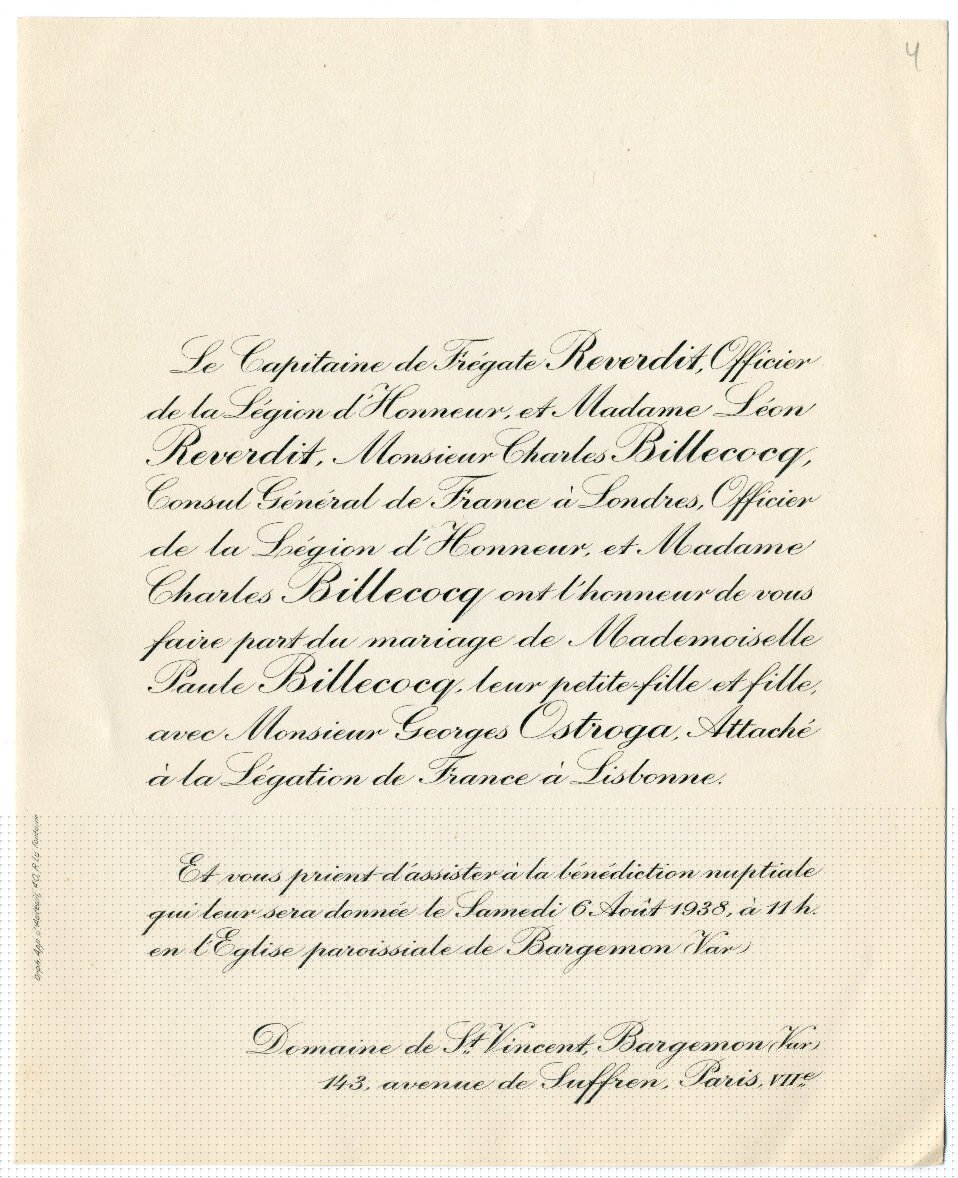 4
Le Capitaine de Frégate Reverdit, Officier
de la Légion d'Honneur, et Madame Léon
Reverdit, Monsieur Charles Billecocq,
Consul Général de France à Londres, Officier
de la Légion d'Honneur, et Madame
Charles Billecocq ont l'honneur de vous
faire part du mariage de Mademoiselle
Paule Billecocq, leur petite-fille et fille,
avec Monsieur Georges Ostroga, Attaché
à la Légation de France à Lisbonne.
Et vous prient d'assister à la bénédiction nuptiale
qui leur sera donnée le Samedi 6 Août 1938, à 11 h.
en l'Eglise paroissiale de Bargemon (Var)
Domaine de St. Vincent, Bargemon (Var)
143, avenue de Suffren, Paris, VIIe